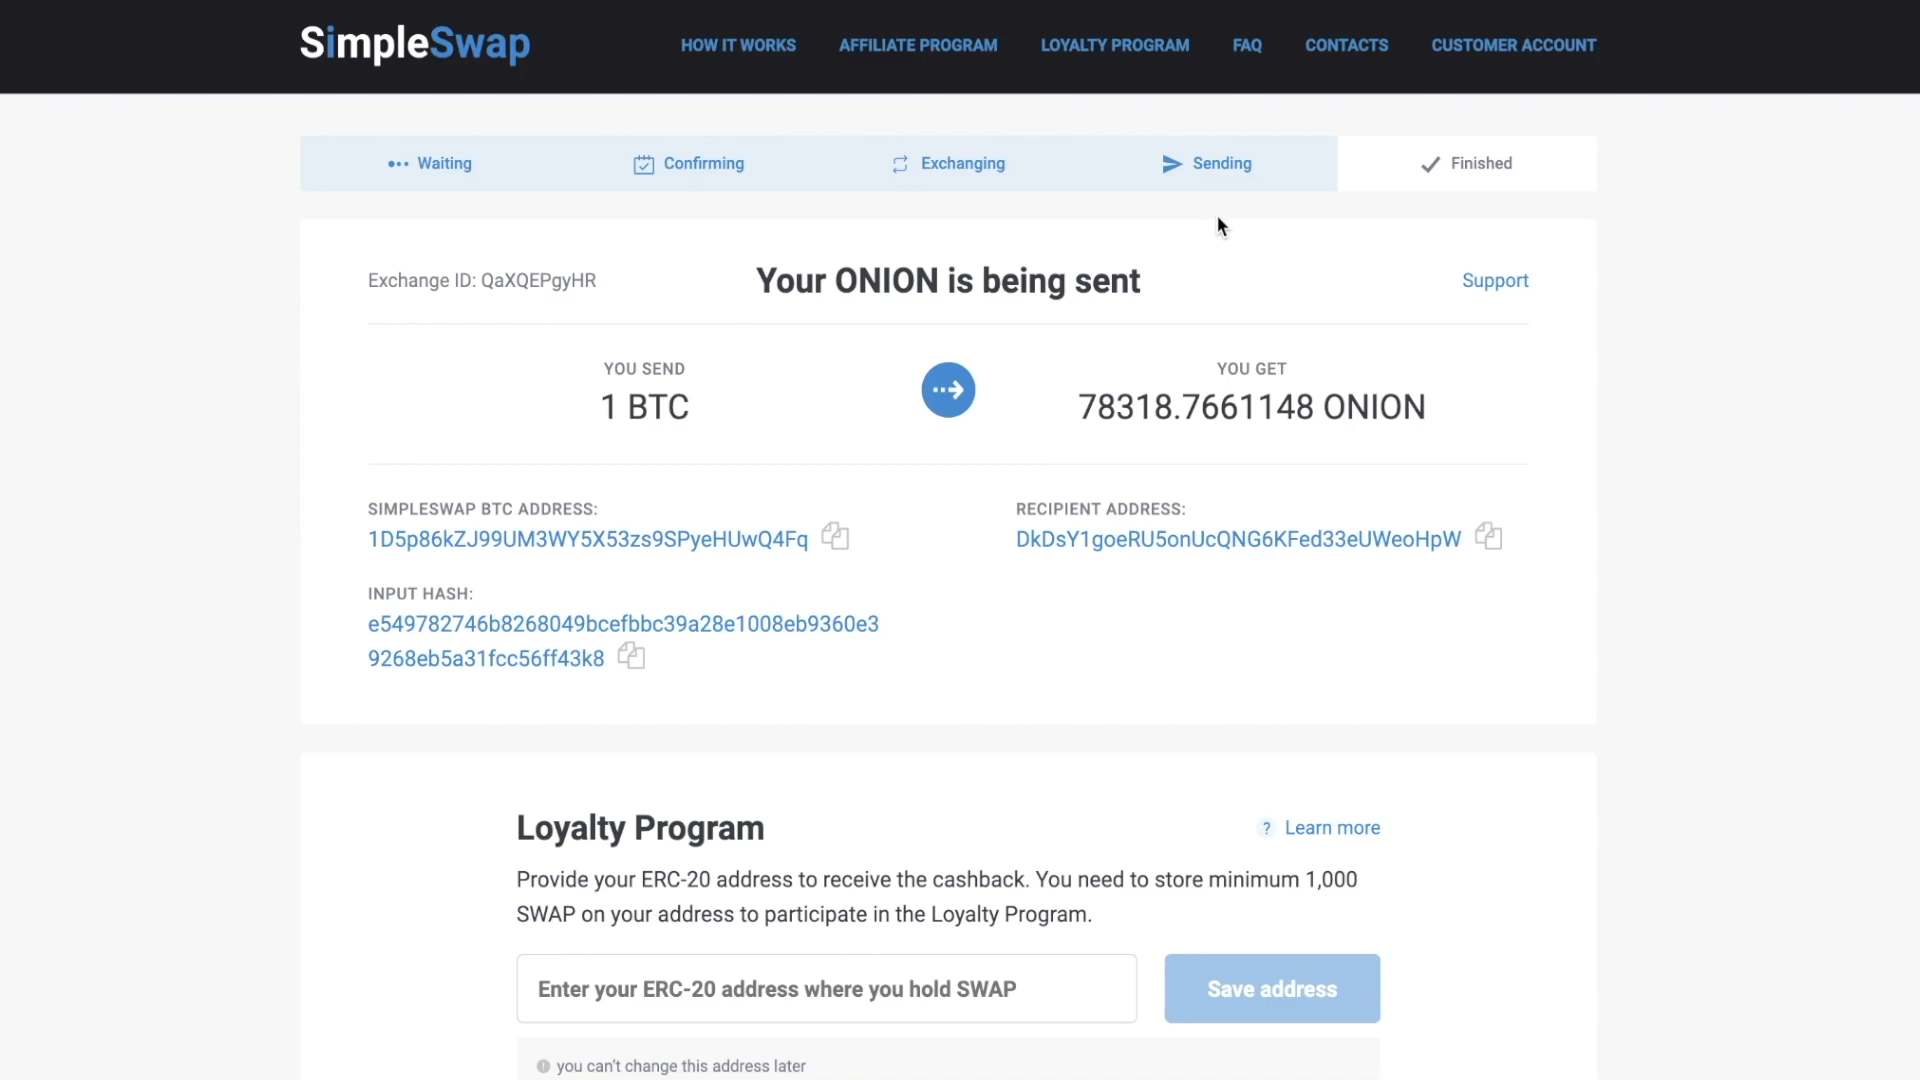 SimpleSwap
HOW IT WORKS
AFFILIATE PROGRAM
LOYALTY PROGRAM
FAQ
CONTACTS
CUSTOMER ACCOUNT
Waiting
Confirming
Exchanging
Sending
Finished
Exchange ID: QaXQEPgyHR
Your ONION is being sent
Support
YOU SEND
1 BTC
YOU GET
78318.7661148 ONION
SIMPLESWAP BTC ADDRESS:
1D5p86kZJ99UM3WY5X53zs9SPyeHUwQ4Fq
RECIPIENT ADDRESS:
DkDsY1goeRU5onUcQNG6KFed33eUWeoHpW
INPUT HASH:
e549782746b8268049bcefbbc39a28e1008eb9360e3
9268eb5a31fcc56ff43k8
Loyalty Program
? Learn more
Provide your ERC-20 address to receive the cashback. You need to store minimum 1,000
SWAP on your address to participate in the Loyalty Program.
Enter your ERC-20 address where you hold SWAP
Save address
you can't change this address later